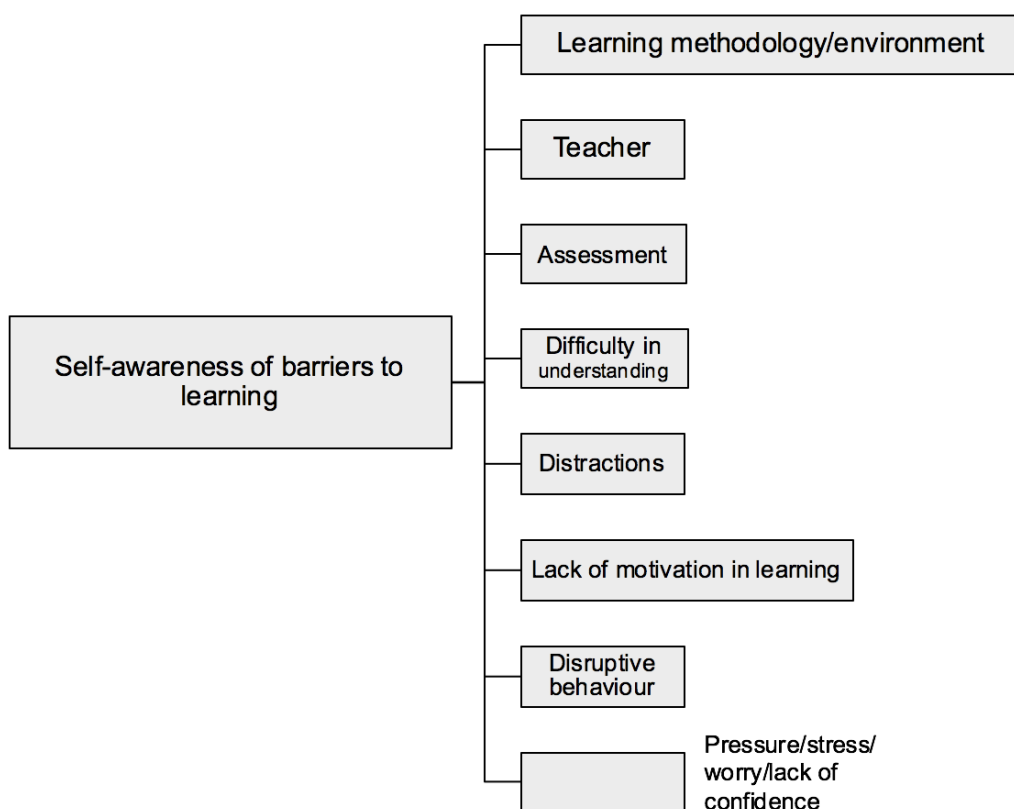 Learning methodology/environment
Teacher
Assessment
Difficulty in
understanding
Self-awareness of barriers to
learning
Distractions
Lack of motivation in learning
Disruptive
behaviour
Pressure/stress/
worry/lack of
confidence